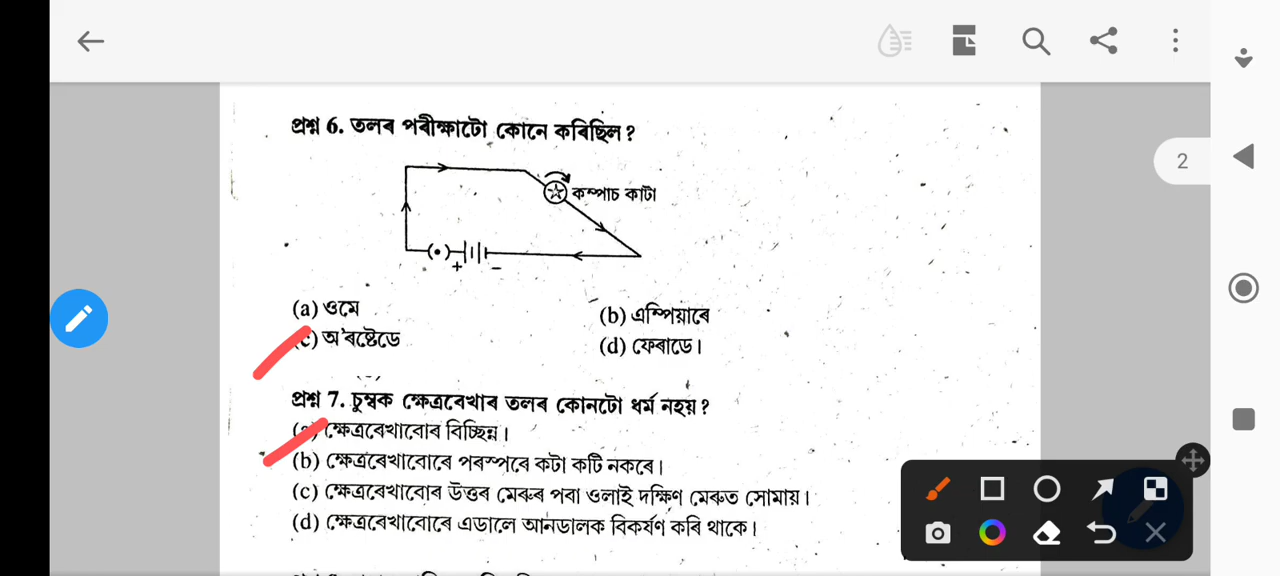 2
প্ৰশ্ন 6. তলৰ পৰীক্ষাটো কোনে কৰিছিল?
কম্পাচ কাটা
+ −
(a) ওমে (b) এম্পিয়াৰে
(c) অ'ৰষ্টেডে (d) ফেৰাডে।
প্ৰশ্ন 7. চুম্বক ক্ষেত্ৰৰেখাৰ তলৰ কোনটো ধৰ্ম নহয়?
(a) ক্ষেত্ৰৰেখাবোৰ বিচ্ছিন্ন।
(b) ক্ষেত্ৰৰেখাবোৰে পৰস্পৰে কটা কটি নকৰে।
(c) ক্ষেত্ৰৰেখাবোৰ উত্তৰ মেৰুৰ পৰা ওলাই দক্ষিণ মেৰুত সোমায়।
(d) ক্ষেত্ৰৰেখাবোৰে এডালে আনডালক বিকৰ্ষণ কৰি থাকে।